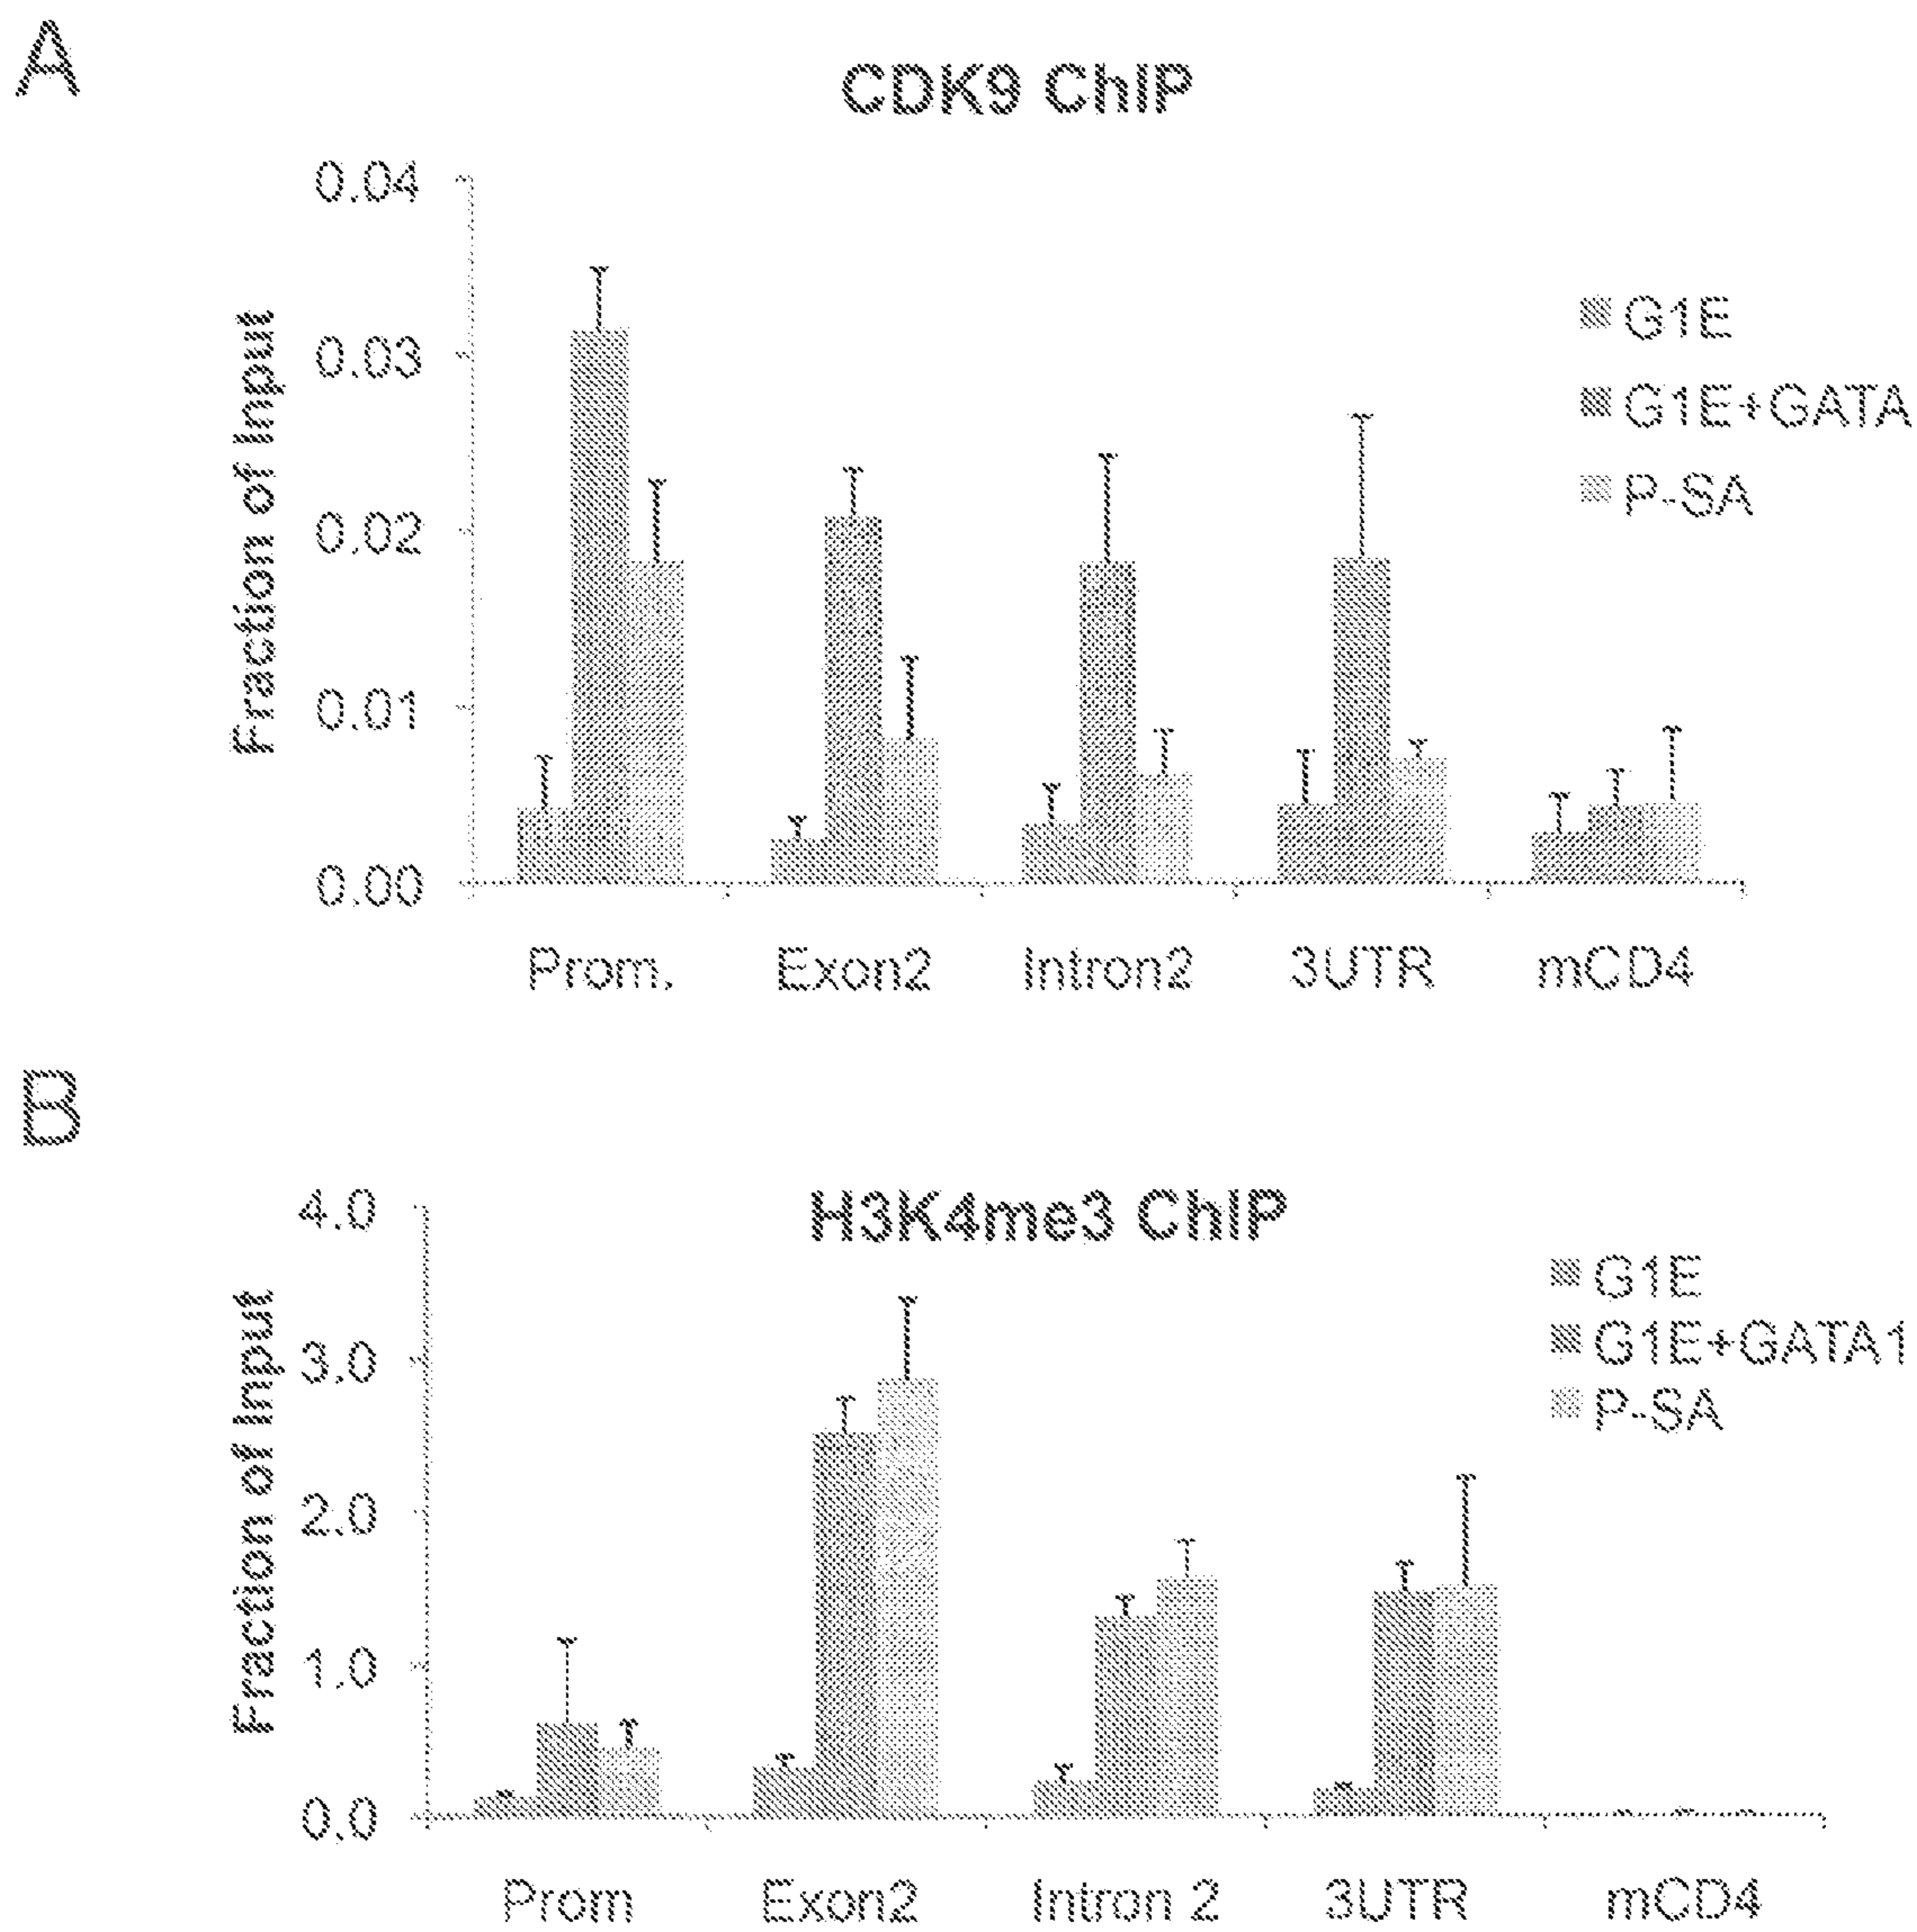 A
CDK9 ChIP
Fraction of Input
0.04
0.03
0.02
0.01
0.00
G1E
G1E+GATA
P-SA
Prom.
Exon2
Intron2
3UTR
mCD4
B
H3K4me3 ChIP
Fraction of Input
4.0
3.0
2.0
1.0
0.0
G1E
G1E+GATA1
P-SA
Prom
Exon2
Intron 2
3UTR
mCD4